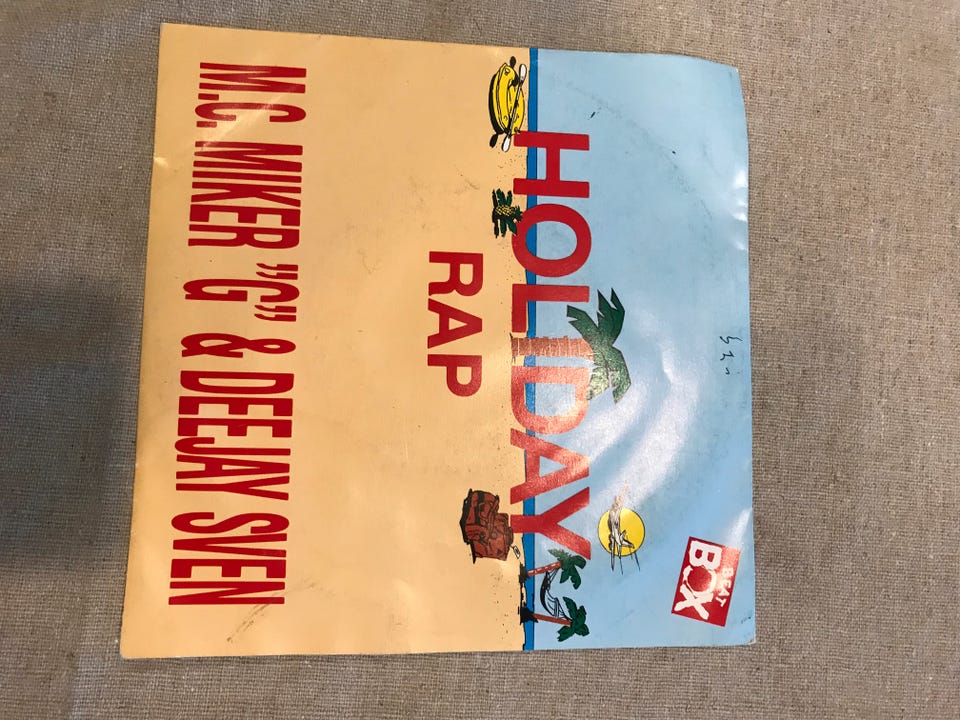 BEAT
BOX
HOLIDAY
RAP
M.C. MIKER "G" & DEEJAY SVEN